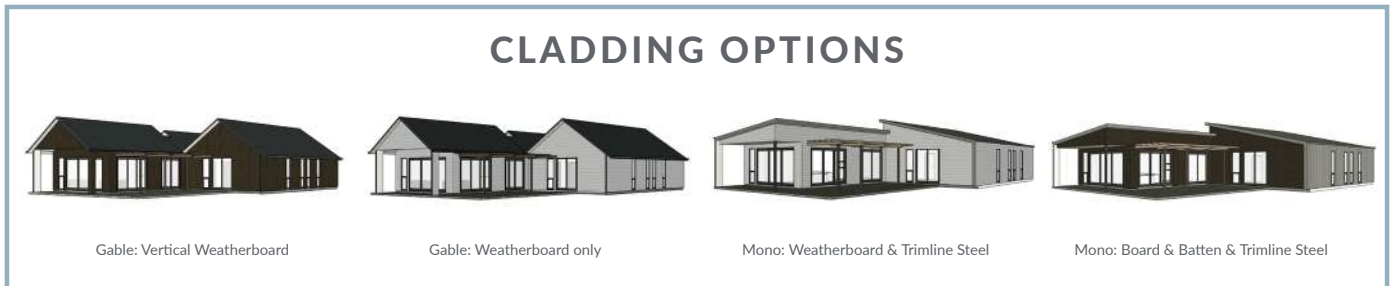 CLADDING OPTIONS
Gable: Vertical Weatherboard
Gable: Weatherboard only
Mono: Weatherboard & Trimline Steel
Mono: Board & Batten & Trimline Steel